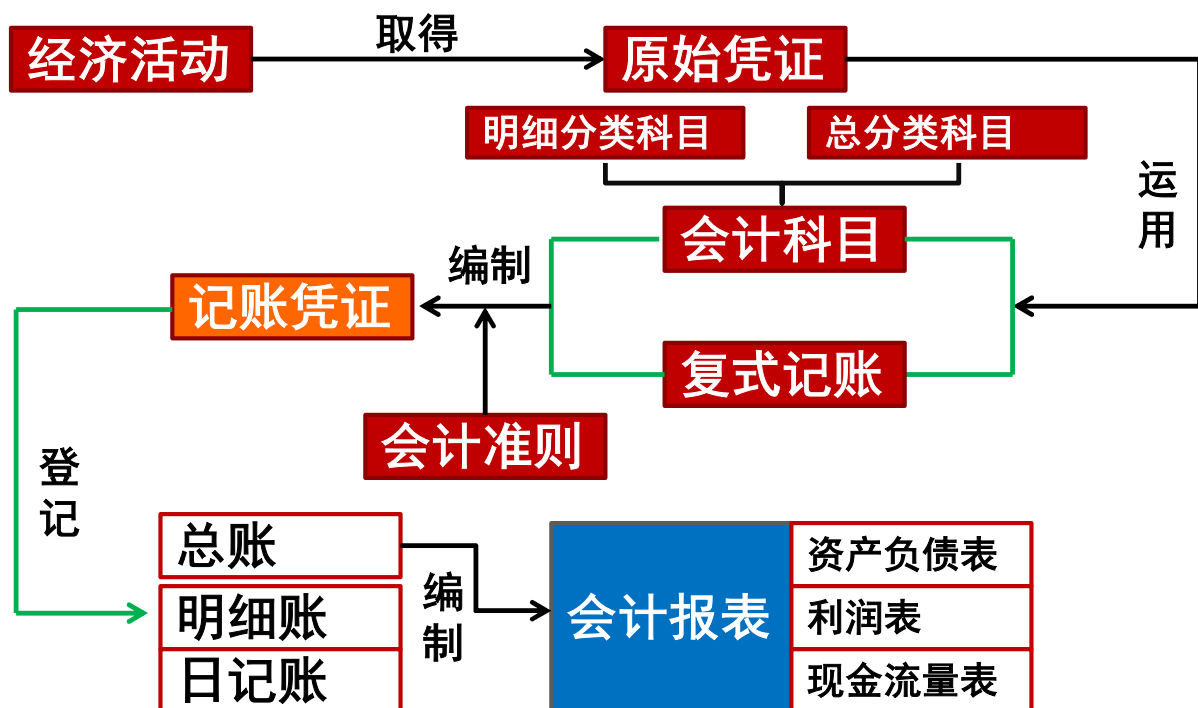 经济活动
取得
原始凭证
明细分类科目
总分类科目
运用
会计科目
编制
记账凭证
复式记账
会计准则
登记
总账
明细账
日记账
编制
会计报表
资产负债表
利润表
现金流量表